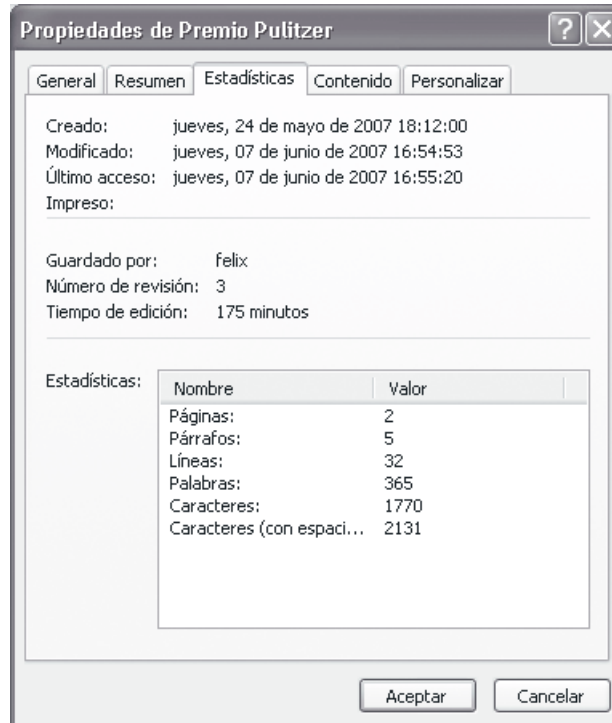 Propiedades de Premio Pulitzer
General Resumen Estadísticas Contenido Personalizar
Creado: jueves, 24 de mayo de 2007 18:12:00
Modificado: jueves, 07 de junio de 2007 16:54:53
Último acceso: jueves, 07 de junio de 2007 16:55:20
Impreso:
Guardado por: felix
Número de revisión: 3
Tiempo de edición: 175 minutos
Estadísticas:
Nombre Valor
Páginas: 2
Párrafos: 5
Líneas: 32
Palabras: 365
Caracteres: 1770
Caracteres (con espaci... 2131
Aceptar Cancelar